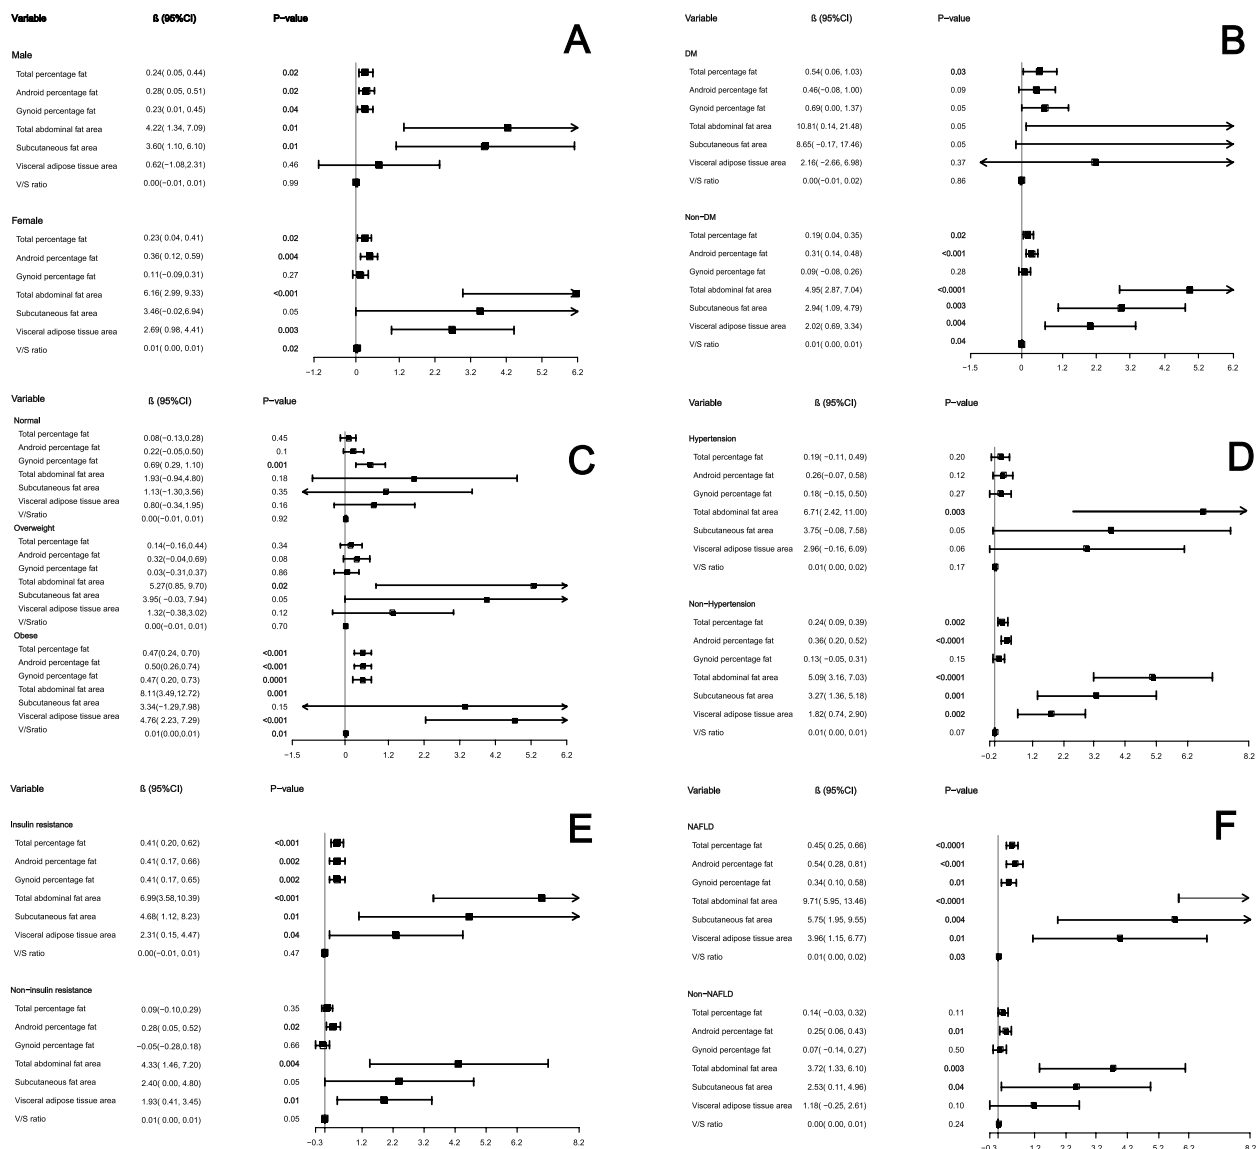 Variable ß (95%CI) P−value
A
Male
Total percentage fat 0.24( 0.05, 0.44) 0.02
Android percentage fat 0.28( 0.05, 0.51) 0.02
Gynoid percentage fat 0.23( 0.01, 0.45) 0.04
Total abdominal fat area 4.22( 1.34, 7.09) 0.01
Subcutaneous fat area 3.60( 1.10, 6.10) 0.01
Visceral adipose tissue area 0.62(−1.08,2.31) 0.46
V/S ratio 0.00(−0.01, 0.01) 0.99
Female
Total percentage fat 0.23( 0.04, 0.41) 0.02
Android percentage fat 0.36( 0.12, 0.59) 0.004
Gynoid percentage fat 0.11(−0.09,0.31) 0.27
Total abdominal fat area 6.16( 2.99, 9.33) <0.001
Subcutaneous fat area 3.46(−0.02,6.94) 0.05
Visceral adipose tissue area 2.69( 0.98, 4.41) 0.003
V/S ratio 0.01( 0.00, 0.01) 0.02
−1.2 0 1.2 2.2 3.2 4.2 5.2 6.2
Variable ß (95%CI) P−value
B
DM
Total percentage fat 0.54( 0.06, 1.03) 0.03
Android percentage fat 0.46(−0.08, 1.00) 0.09
Gynoid percentage fat 0.69( 0.00, 1.37) 0.05
Total abdominal fat area 10.81( 0.14, 21.48) 0.05
Subcutaneous fat area 8.65( −0.17, 17.46) 0.05
Visceral adipose tissue area 2.16( −2.66, 6.98) 0.37
V/S ratio 0.00(−0.01, 0.02) 0.86
Non−DM
Total percentage fat 0.19( 0.04, 0.35) 0.02
Android percentage fat 0.31( 0.14, 0.48) <0.001
Gynoid percentage fat 0.09( −0.08, 0.26) 0.28
Total abdominal fat area 4.95( 2.87, 7.04) <0.0001
Subcutaneous fat area 2.94( 1.09, 4.79) 0.003
Visceral adipose tissue area 2.02( 0.69, 3.34) 0.004
V/S ratio 0.01( 0.00, 0.01) 0.04
−1.5 0 1.2 2.2 3.2 4.2 5.2 6.2
Variable ß (95%CI) P−value
C
Normal
Total percentage fat 0.08(−0.13,0.28) 0.45
Android percentage fat 0.22(−0.05,0.50) 0.1
Gynoid percentage fat 0.69( 0.29, 1.10) 0.001
Total abdominal fat area 1.93(−0.94,4.80) 0.18
Subcutaneous fat area 1.13(−1.30,3.56) 0.35
Visceral adipose tissue area 0.80(−0.34,1.95) 0.16
V/Sratio 0.00(−0.01, 0.01) 0.92
Overweight
Total percentage fat 0.14(−0.16,0.44) 0.34
Android percentage fat 0.32(−0.04,0.69) 0.08
Gynoid percentage fat 0.03(−0.31,0.37) 0.86
Total abdominal fat area 5.27(0.85, 9.70) 0.02
Subcutaneous fat area 3.95( −0.03, 7.94) 0.05
Visceral adipose tissue area 1.32(−0.38,3.02) 0.12
V/Sratio 0.00(−0.01, 0.01) 0.70
Obese
Total percentage fat 0.47(0.24, 0.70) <0.001
Android percentage fat 0.50(0.26,0.74) <0.001
Gynoid percentage fat 0.47( 0.20, 0.73) 0.0001
Total abdominal fat area 8.11(3.49,12.72) 0.001
Subcutaneous fat area 3.34(−1.29,7.98) 0.15
Visceral adipose tissue area 4.76( 2.23, 7.29) <0.001
V/Sratio 0.01(0.00,0.01) 0.01
−1.5 0 1.2 2.2 3.2 4.2 5.2 6.2
Variable ß (95%CI) P−value
D
Hypertension
Total percentage fat 0.19( −0.11, 0.49) 0.20
Android percentage fat 0.26(−0.07, 0.58) 0.12
Gynoid percentage fat 0.18( −0.15, 0.50) 0.27
Total abdominal fat area 6.71( 2.42, 11.00) 0.003
Subcutaneous fat area 3.75( −0.08, 7.58) 0.05
Visceral adipose tissue area 2.96( −0.16, 6.09) 0.06
V/S ratio 0.01( 0.00, 0.02) 0.17
Non−Hypertension
Total percentage fat 0.24( 0.09, 0.39) 0.002
Android percentage fat 0.36( 0.20, 0.52) <0.0001
Gynoid percentage fat 0.13( −0.05, 0.31) 0.15
Total abdominal fat area 5.09( 3.16, 7.03) <0.0001
Subcutaneous fat area 3.27( 1.36, 5.18) 0.001
Visceral adipose tissue area 1.82( 0.74, 2.90) 0.002
V/S ratio 0.01( 0.00, 0.01) 0.07
−0.2 1.2 2.2 3.2 4.2 5.2 6.2 8.2
Variable ß (95%CI) P−value
E
Insulin resistance
Total percentage fat 0.41( 0.20, 0.62) <0.001
Android percentage fat 0.41( 0.17, 0.66) 0.002
Gynoid percentage fat 0.41( 0.17, 0.65) 0.002
Total abdominal fat area 6.99(3.58,10.39) <0.001
Subcutaneous fat area 4.68( 1.12, 8.23) 0.01
Visceral adipose tissue area 2.31( 0.15, 4.47) 0.04
V/S ratio 0.00(−0.01, 0.01) 0.47
Non−insulin resistance
Total percentage fat 0.09(−0.10,0.29) 0.35
Android percentage fat 0.28( 0.05, 0.52) 0.02
Gynoid percentage fat −0.05(−0.28,0.18) 0.66
Total abdominal fat area 4.33( 1.46, 7.20) 0.004
Subcutaneous fat area 2.40( 0.00, 4.80) 0.05
Visceral adipose tissue area 1.93( 0.41, 3.45) 0.01
V/S ratio 0.01( 0.00, 0.01) 0.05
−0.3 1.2 2.2 3.2 4.2 5.2 6.2 8.2
Variable ß (95%CI) P−value
F
NAFLD
Total percentage fat 0.45( 0.25, 0.66) <0.0001
Android percentage fat 0.54( 0.28, 0.81) <0.001
Gynoid percentage fat 0.34( 0.10, 0.58) 0.01
Total abdominal fat area 9.71( 5.95, 13.46) <0.0001
Subcutaneous fat area 5.75( 1.95, 9.55) 0.004
Visceral adipose tissue area 3.96( 1.15, 6.77) 0.01
V/S ratio 0.01( 0.00, 0.02) 0.03
Non−NAFLD
Total percentage fat 0.14( −0.03, 0.32) 0.11
Android percentage fat 0.25( 0.06, 0.43) 0.01
Gynoid percentage fat 0.07( −0.14, 0.27) 0.50
Total abdominal fat area 3.72( 1.33, 6.10) 0.003
Subcutaneous fat area 2.53( 0.11, 4.96) 0.04
Visceral adipose tissue area 1.18( −0.25, 2.61) 0.10
V/S ratio 0.00( 0.00, 0.01) 0.24
−0.3 1.2 2.2 3.2 4.2 5.2 6.2 8.2